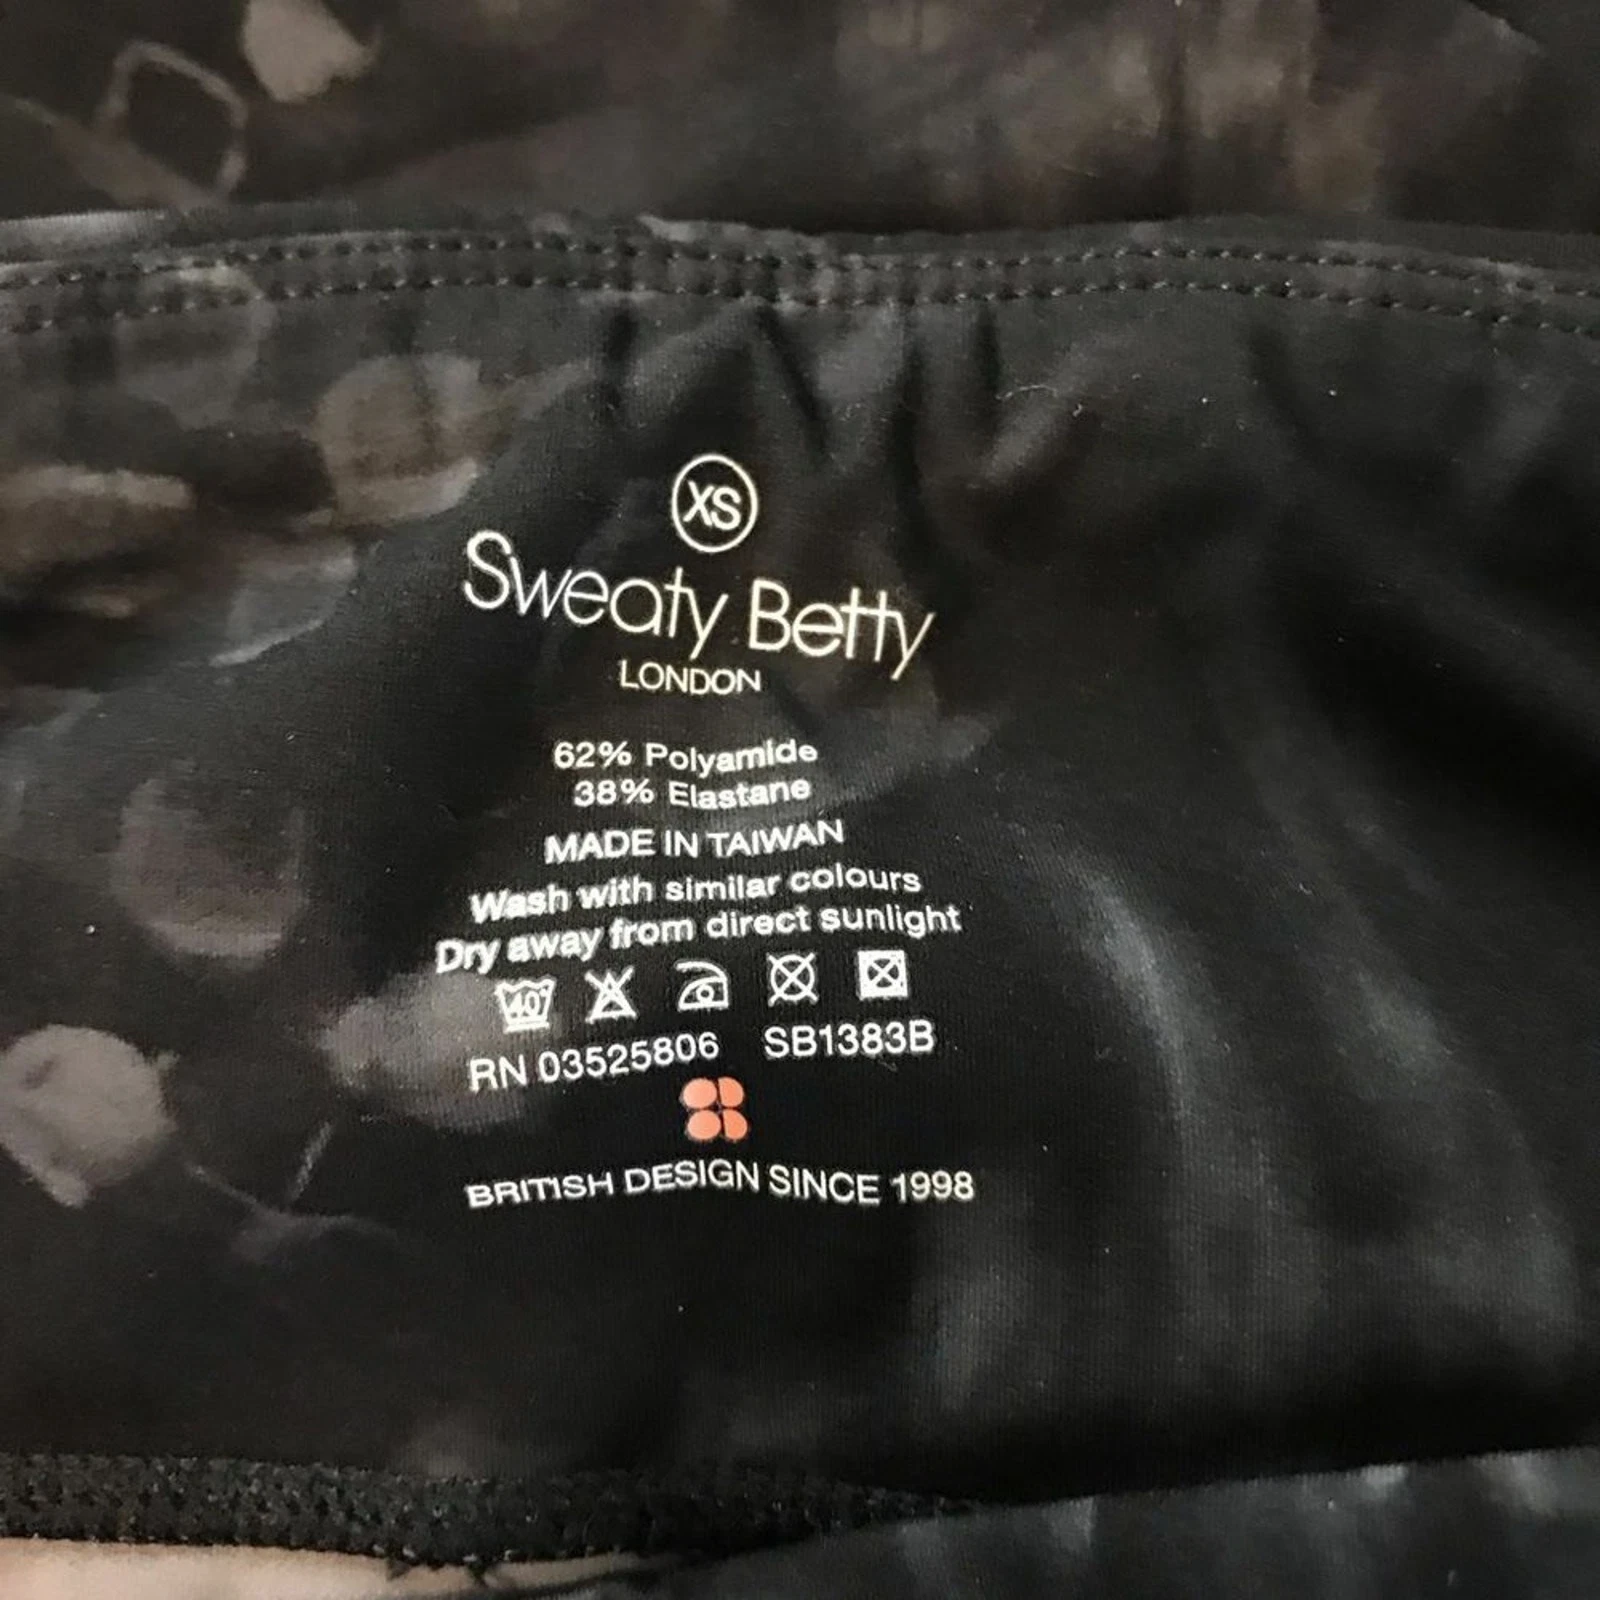 XS
Sweaty Betty
LONDON
62% Polyamide
38% Elastane
MADE IN TAIWAN
Wash with similar colours
Dry away from direct sunlight
40
RN 03525806 SB1383B
BRITISH DESIGN SINCE 1998